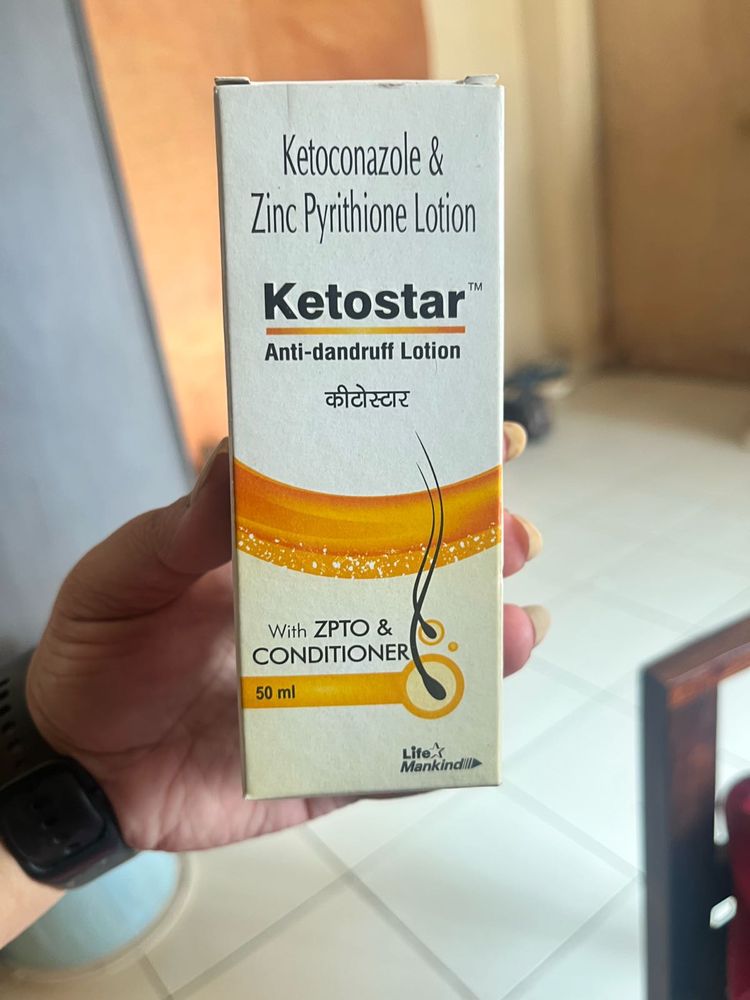 Ketoconazole &
Zinc Pyrithione Lotion
Ketostar™
Anti-dandruff Lotion
कीटोस्टार
With ZPTO &
CONDITIONER
50 ml
Life
Mankind